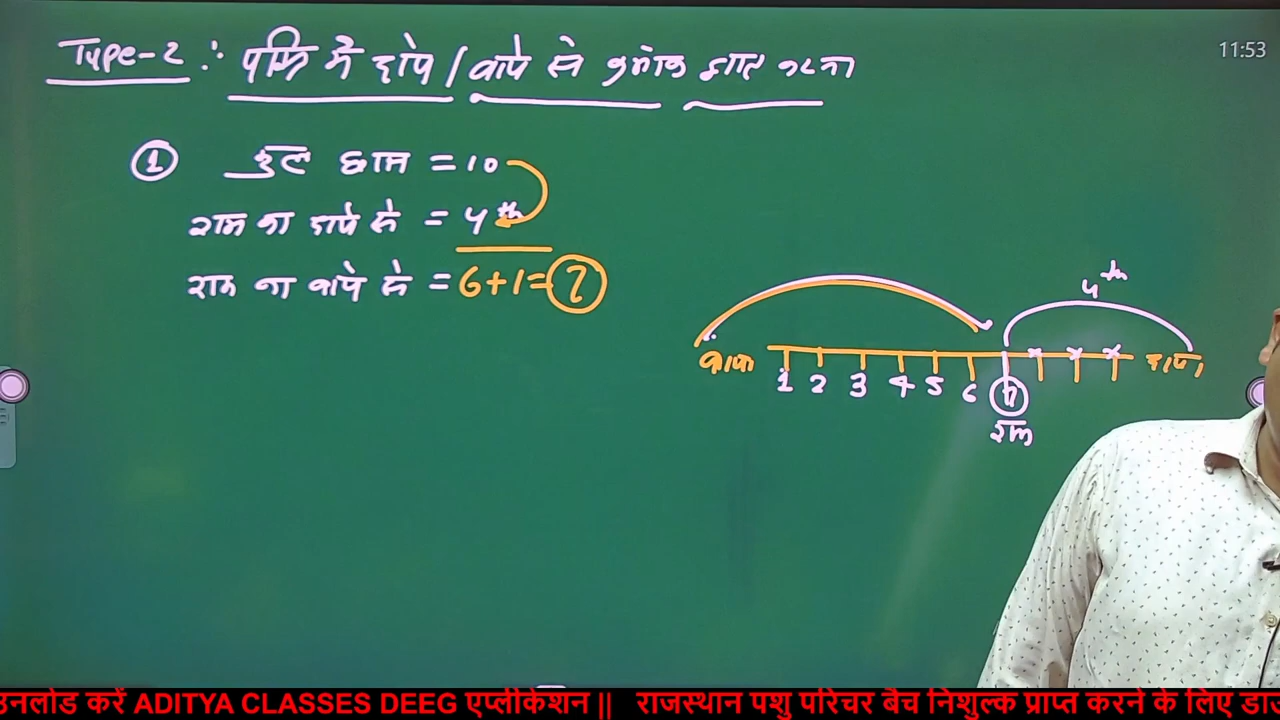 Type-2 :- पंक्ति में दाये / बाये से क्रमांक ज्ञात करना
11:53
① कुल छात्र = 10
राम का दाये से = 4th
राम का बाये से = 6+1= 7
4th
बायां दायां
1 2 3 4 5 6 7
राम
उनलोड करें ADITYA CLASSES DEEG एप्लीकेशन || राजस्थान पशु परिचर बैच निशुल्क प्राप्त करने के लिए डाउ